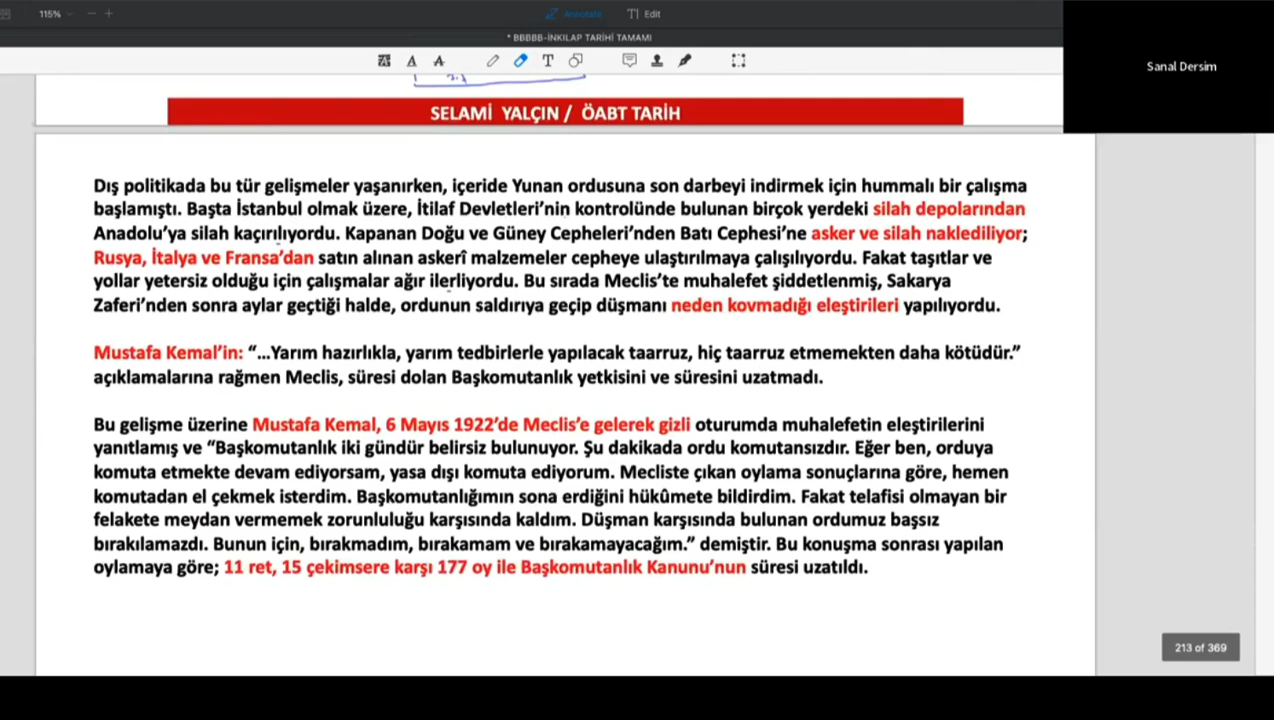 115%
Annotate
T Edit
* BBBBB-İNKILAP TARİHİ TAMAMI
Sanal Dersim
SELAMİ YALÇIN / ÖABT TARİH
Dış politikada bu tür gelişmeler yaşanırken, içeride Yunan ordusuna son darbeyi indirmek için hummalı bir çalışma
başlamıştı. Başta İstanbul olmak üzere, İtilaf Devletleri’nin kontrolünde bulunan birçok yerdeki silah depolarından
Anadolu’ya silah kaçırılıyordu. Kapanan Doğu ve Güney Cepheleri’nden Batı Cephesi’ne asker ve silah naklediliyor;
Rusya, İtalya ve Fransa’dan satın alınan askerî malzemeler cepheye ulaştırılmaya çalışılıyordu. Fakat taşıtlar ve
yollar yetersiz olduğu için çalışmalar ağır ilerliyordu. Bu sırada Meclis’te muhalefet şiddetlenmiş, Sakarya
Zaferi’nden sonra aylar geçtiği halde, ordunun saldırıya geçip düşmanı neden kovmadığı eleştirileri yapılıyordu.
Mustafa Kemal’in: “…Yarım hazırlıkla, yarım tedbirlerle yapılacak taarruz, hiç taarruz etmemekten daha kötüdür.”
açıklamalarına rağmen Meclis, süresi dolan Başkomutanlık yetkisini ve süresini uzatmadı.
Bu gelişme üzerine Mustafa Kemal, 6 Mayıs 1922’de Meclis’e gelerek gizli oturumda muhalefetin eleştirilerini
yanıtlamış ve “Başkomutanlık iki gündür belirsiz bulunuyor. Şu dakikada ordu komutansızdır. Eğer ben, orduya
komuta etmekte devam ediyorsam, yasa dışı komuta ediyorum. Mecliste çıkan oylama sonuçlarına göre, hemen
komutadan el çekmek isterdim. Başkomutanlığımın sona erdiğini hükûmete bildirdim. Fakat telafisi olmayan bir
felakete meydan vermemek zorunluluğu karşısında kaldım. Düşman karşısında bulunan ordumuz başsız
bırakılamazdı. Bunun için, bırakmadım, bırakamam ve bırakamayacağım.” demiştir. Bu konuşma sonrası yapılan
oylamaya göre; 11 ret, 15 çekimsere karşı 177 oy ile Başkomutanlık Kanunu’nun süresi uzatıldı.
213 of 369